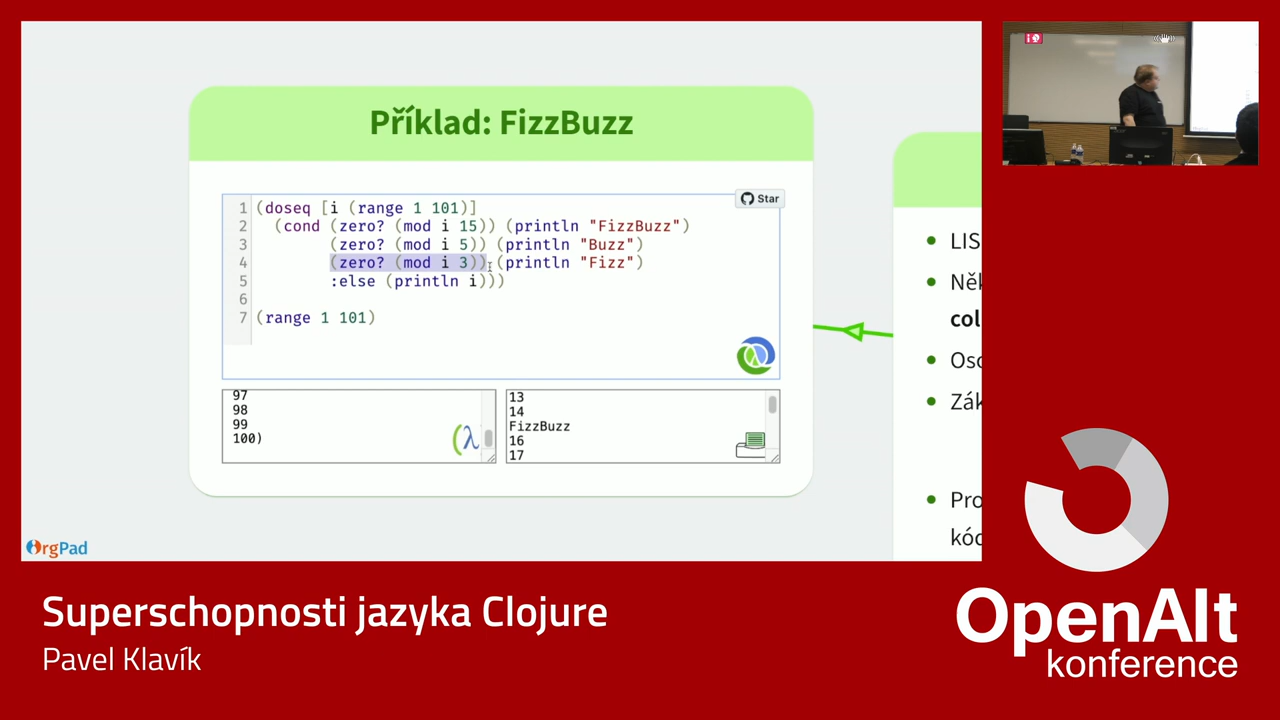 Příklad: FizzBuzz
Star
1 (doseq [i (range 1 101)]
2 (cond (zero? (mod i 15)) (println "FizzBuzz")
3 (zero? (mod i 5)) (println "Buzz")
4 (zero? (mod i 3)) (println "Fizz")
5 :else (println i)))
6
7 (range 1 101)
97
98
99
100)
(λ
13
14
FizzBuzz
16
17
LIS
Něk
col
Oso
Zák
Pro
kód
OrgPad
Superschopnosti jazyka Clojure
Pavel Klavík
OpenAlt
konference